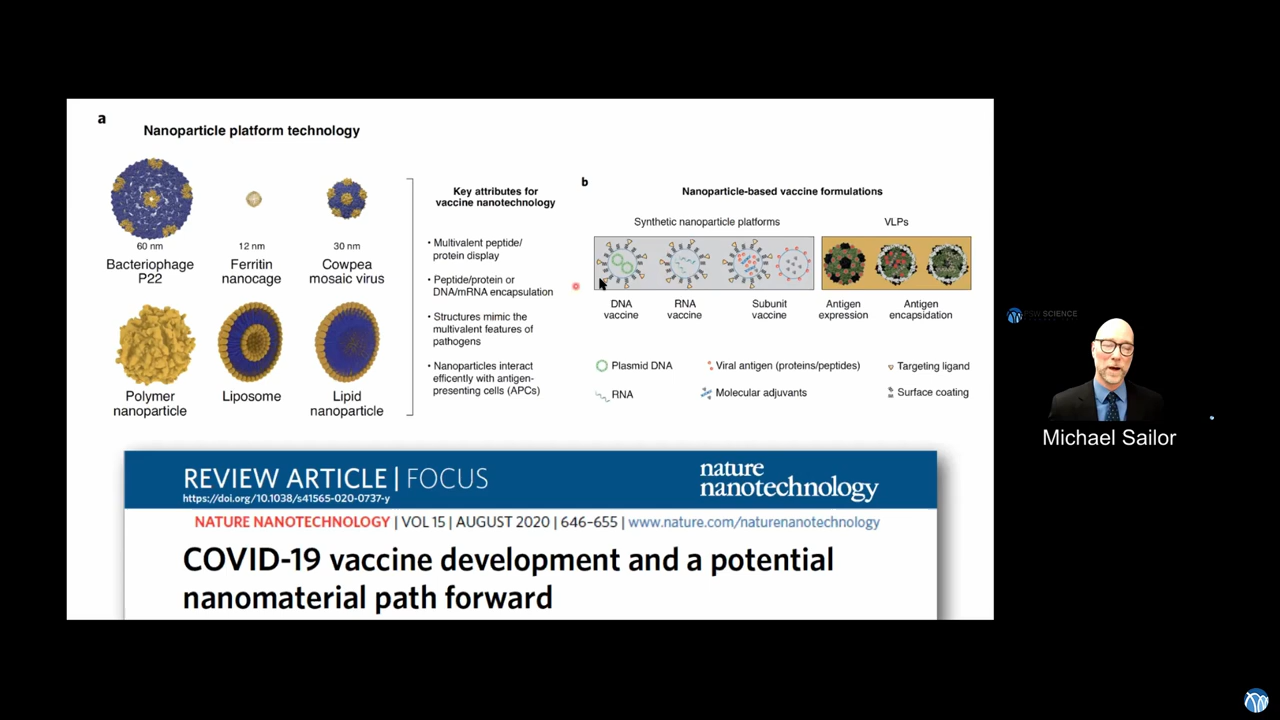 a
Nanoparticle platform technology
60 nm
12 nm
30 nm
Bacteriophage
P22
Ferritin
nanocage
Cowpea
mosaic virus
Polymer
nanoparticle
Liposome
Lipid
nanoparticle
Key attributes for
vaccine nanotechnology
• Multivalent peptide/
protein display
• Peptide/protein or
DNA/mRNA encapsulation
• Structures mimic the
multivalent features of
pathogens
• Nanoparticles interact
efficently with antigen-
presenting cells (APCs)
b
Nanoparticle-based vaccine formulations
Synthetic nanoparticle platforms
VLPs
DNA
vaccine
RNA
vaccine
Subunit
vaccine
Antigen
expression
Antigen
encapsidation
Plasmid DNA
Viral antigen (proteins/peptides)
Targeting ligand
RNA
Molecular adjuvants
Surface coating
REVIEW ARTICLE | FOCUS
https://doi.org/10.1038/s41565-020-0737-y
nature
nanotechnology
NATURE NANOTECHNOLOGY | VOL 15 | AUGUST 2020 | 646–655 | www.nature.com/naturenanotechnology
COVID-19 vaccine development and a potential
nanomaterial path forward
PSW SCIENCE
Michael Sailor